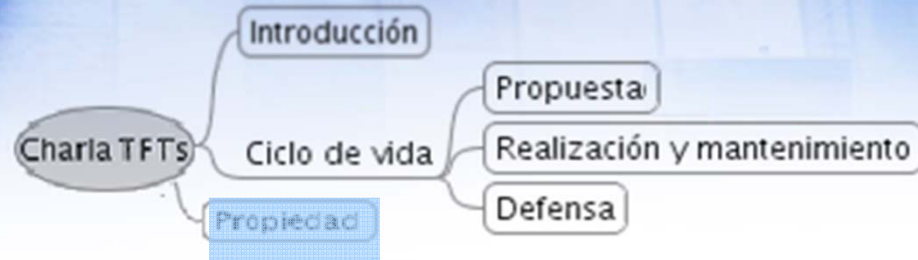 Introducción
Propuesta
Charla TFTs
Ciclo de vida
Realización y mantenimiento
Propiedad
Defensa